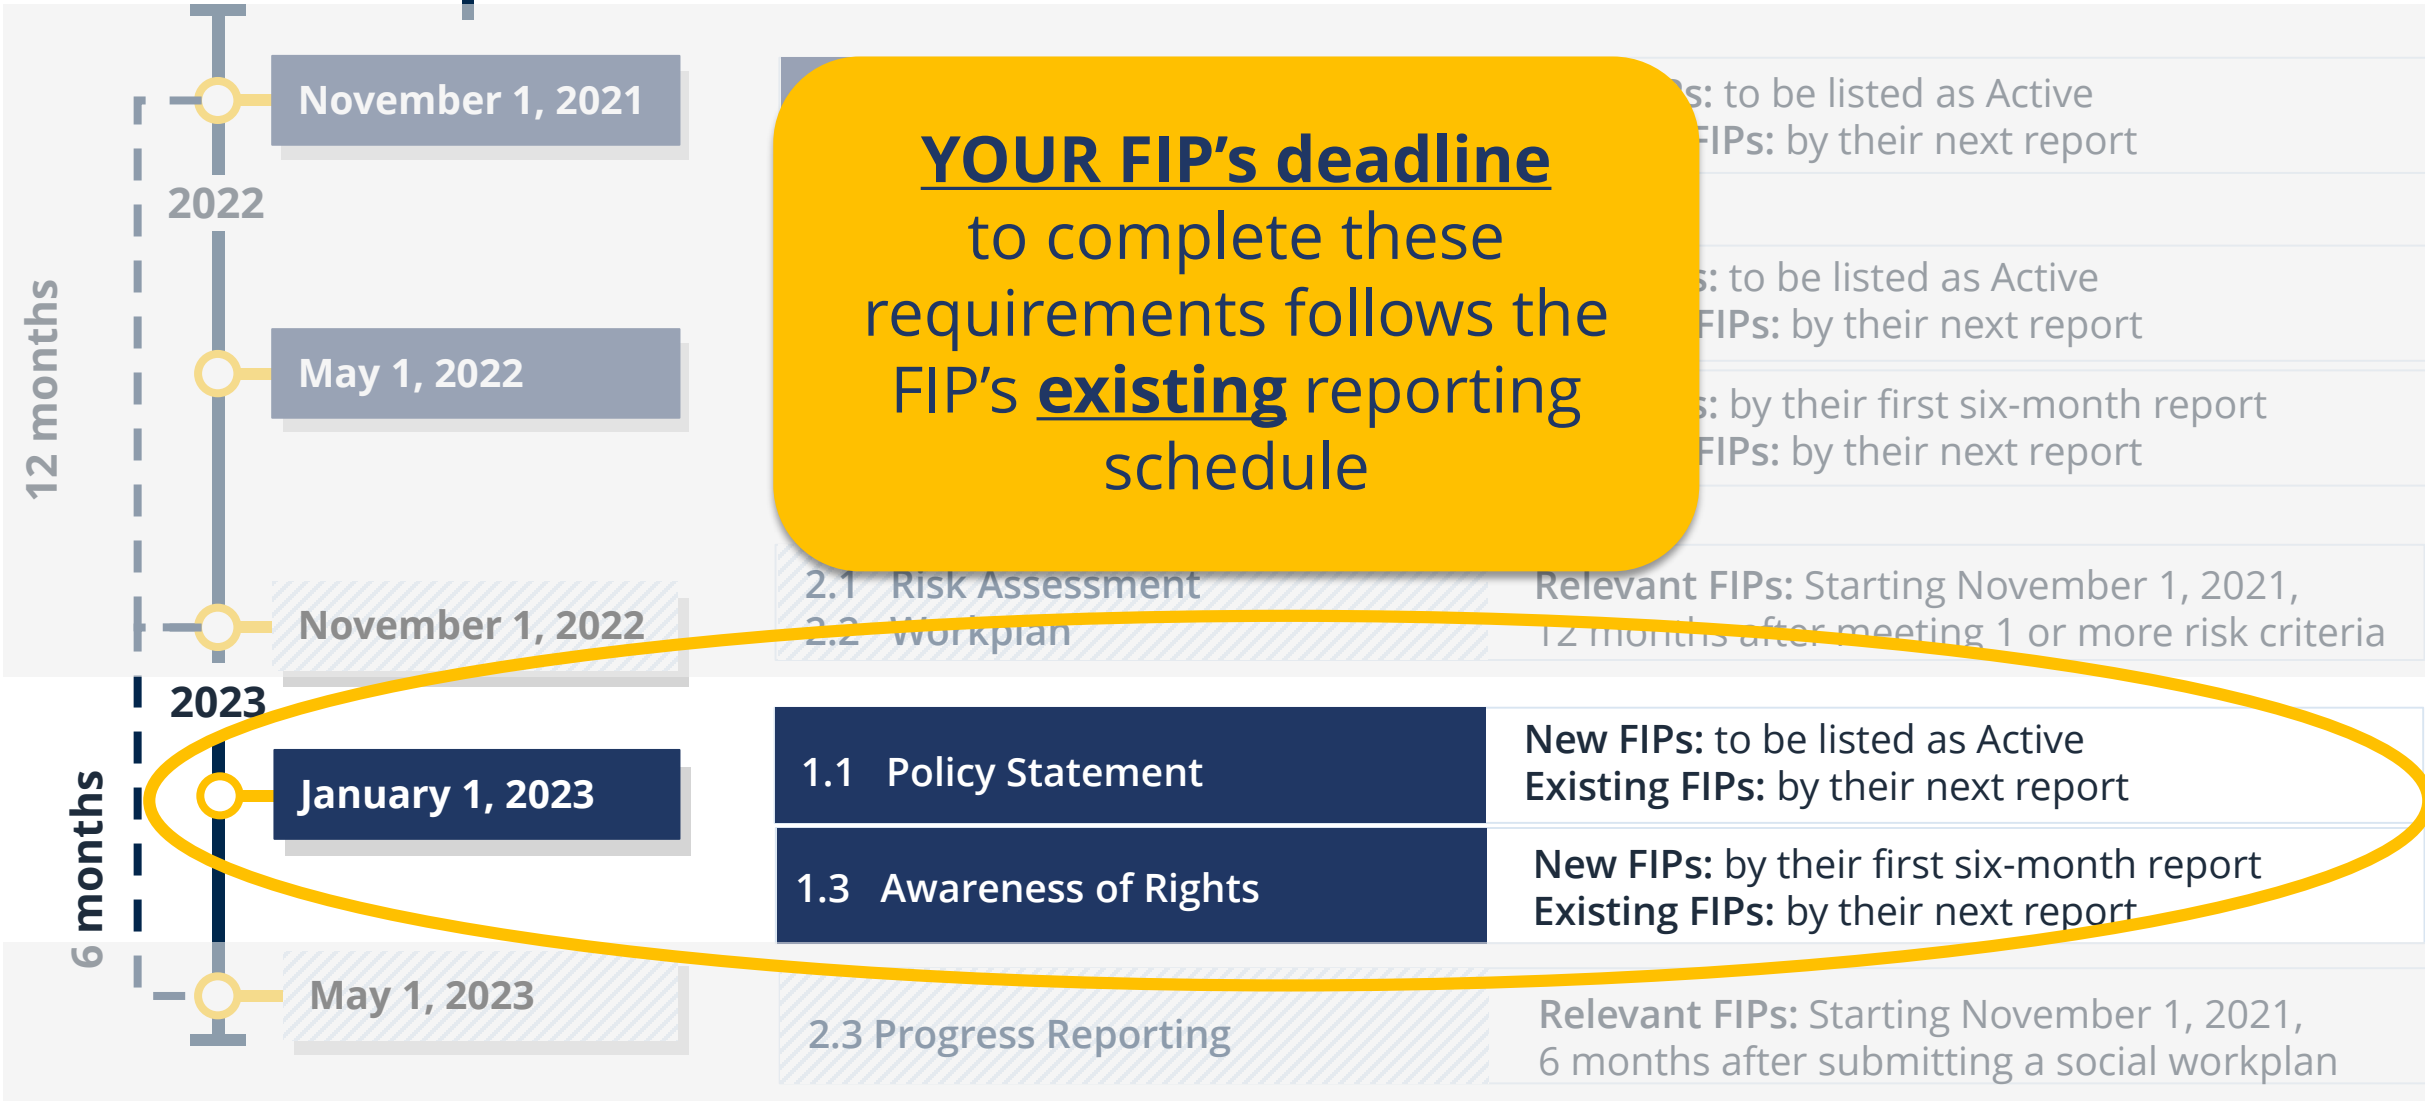 November 1, 2021
2022
12 months
May 1, 2022
November 1, 2022
2023
6 months
January 1, 2023
May 1, 2023
YOUR FIP’s deadline
to complete these
requirements follows the
FIP’s existing reporting
schedule
to be listed as Active
FIPs: by their next report
to be listed as Active
FIPs: by their next report
by their first six-month report
FIPs: by their next report
2.1 Risk Assessment
2.2 Workplan
Relevant FIPs: Starting November 1, 2021,
12 months after meeting 1 or more risk criteria
1.1 Policy Statement
New FIPs: to be listed as Active
Existing FIPs: by their next report
1.3 Awareness of Rights
New FIPs: by their first six-month report
Existing FIPs: by their next report
2.3 Progress Reporting
Relevant FIPs: Starting November 1, 2021,
6 months after submitting a social workplan